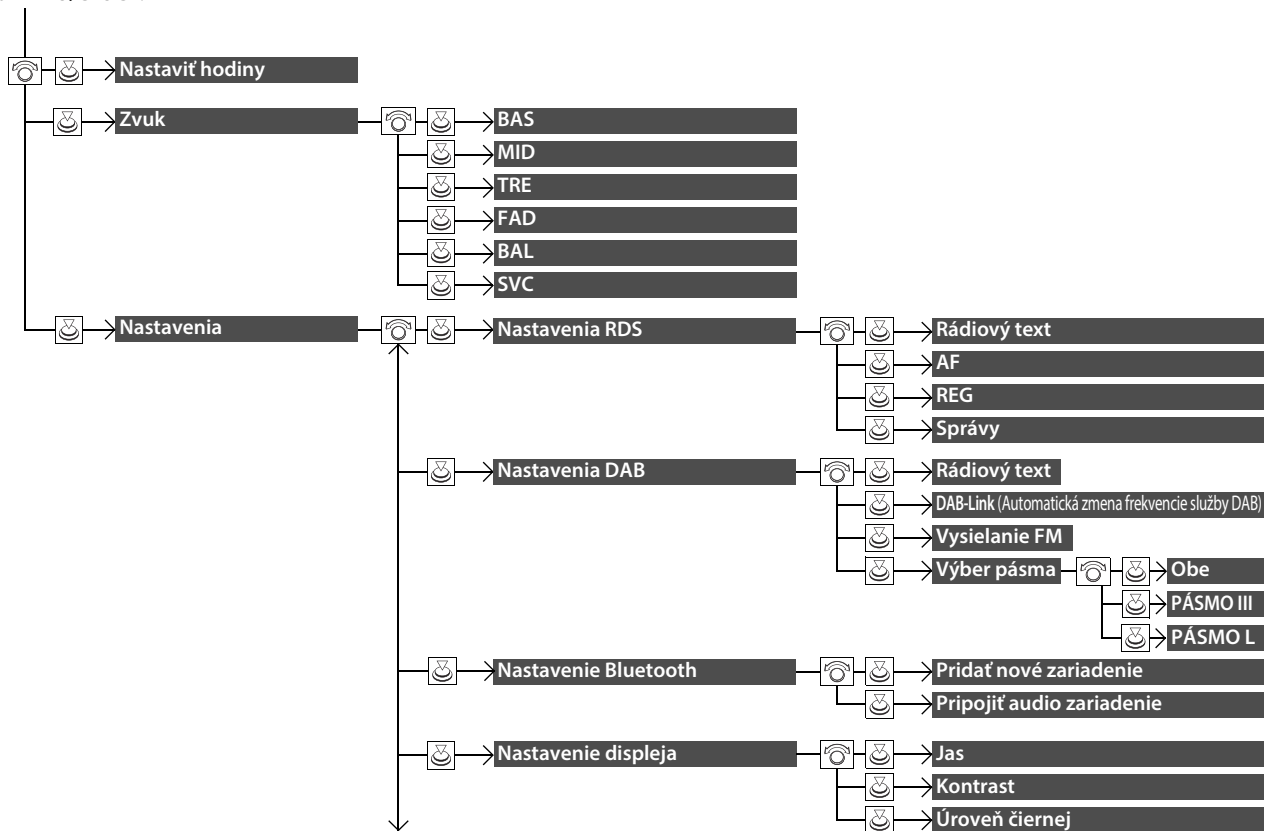 Nastaviť hodiny
Zvuk
BAS
MID
TRE
FAD
BAL
SVC
Nastavenia
Nastavenia RDS
Rádiový text
AF
REG
Správy
Nastavenia DAB
Rádiový text
DAB-Link (Automatická zmena frekvencie služby DAB)
Vysielanie FM
Výber pásma
Obe
PÁSMO III
PÁSMO L
Nastavenie Bluetooth
Pridať nové zariadenie
Pripojiť audio zariadenie
Nastavenie displeja
Jas
Kontrast
Úroveň čiernej